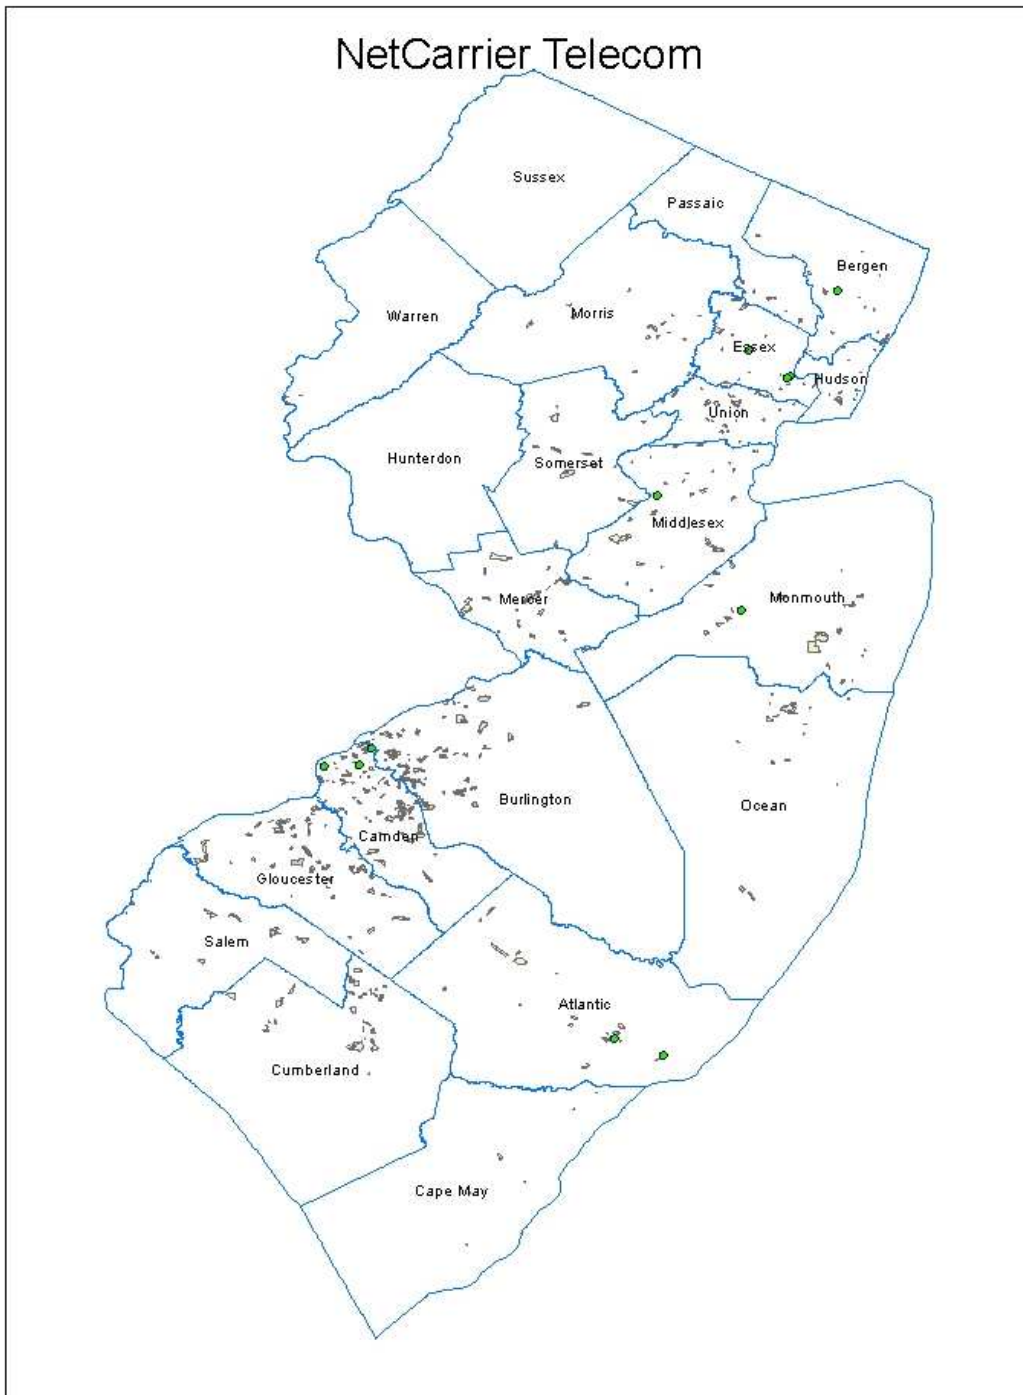 NetCarrier Telecom
Sussex
Passaic
Bergen
Warren
Morris
Essex
Hudson
Union
Hunterdon
Somerset
Middlesex
Mercer
Monmouth
Burlington
Ocean
Camden
Gloucester
Salem
Atlantic
Cumberland
Cape May